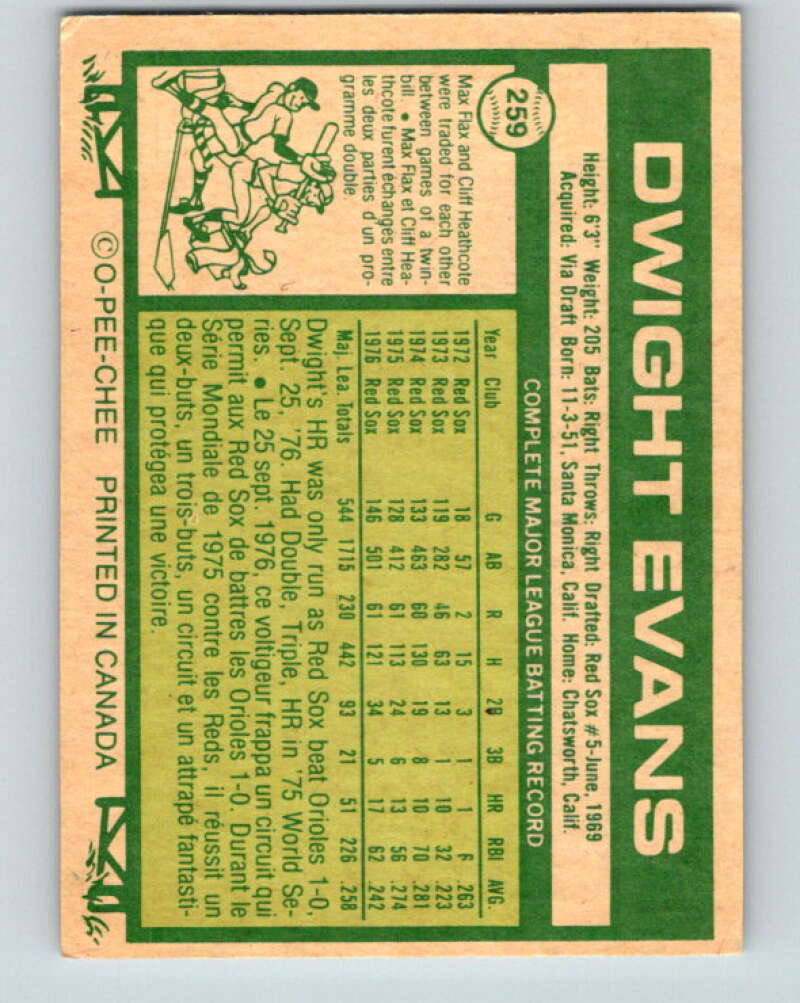 DWIGHT EVANS
Height: 6'3" Weight: 205 Bats: Right Throws: Right Drafted: Red Sox #5-June, 1969
Acquired: Via Draft Born: 11-3-51, Santa Monica, Calif. Home: Chatsworth, Calif.
259
COMPLETE MAJOR LEAGUE BATTING RECORD
Year Club G AB R H 2B 3B HR RBI AVG.
1972 Red Sox 18 57 2 15 3 1 1 6 .263
1973 Red Sox 119 282 46 63 13 1 10 32 .223
1974 Red Sox 133 463 60 130 19 8 10 70 .281
1975 Red Sox 128 412 61 113 24 6 13 56 .274
1976 Red Sox 146 501 61 121 34 5 17 62 .242
Maj. Lea. Totals 544 1715 230 442 93 21 51 226 .258
Dwight's HR was only run as Red Sox beat Orioles 1-0,
Sept. 25, '76. Had Double, Triple, HR in '75 World Se-
ries. • Le 25 sept. 1976, ce voltigeur frappa un circuit qui
permit aux Red Sox de battres les Orioles 1-0. Durant le
Série Mondiale de 1975 contre les Reds, il réussit un
deux-buts, un trois-buts, un circuit et un attrapé fantasti-
que qui protégea une victoire.
Max Flax and Cliff Heathcote
were traded for each other
between games of a twin-
bill. • Max Flax et Cliff Hea-
thcote furent échangés entre
les deux parties d'un pro-
gramme double.
©O-PEE-CHEE PRINTED IN CANADA